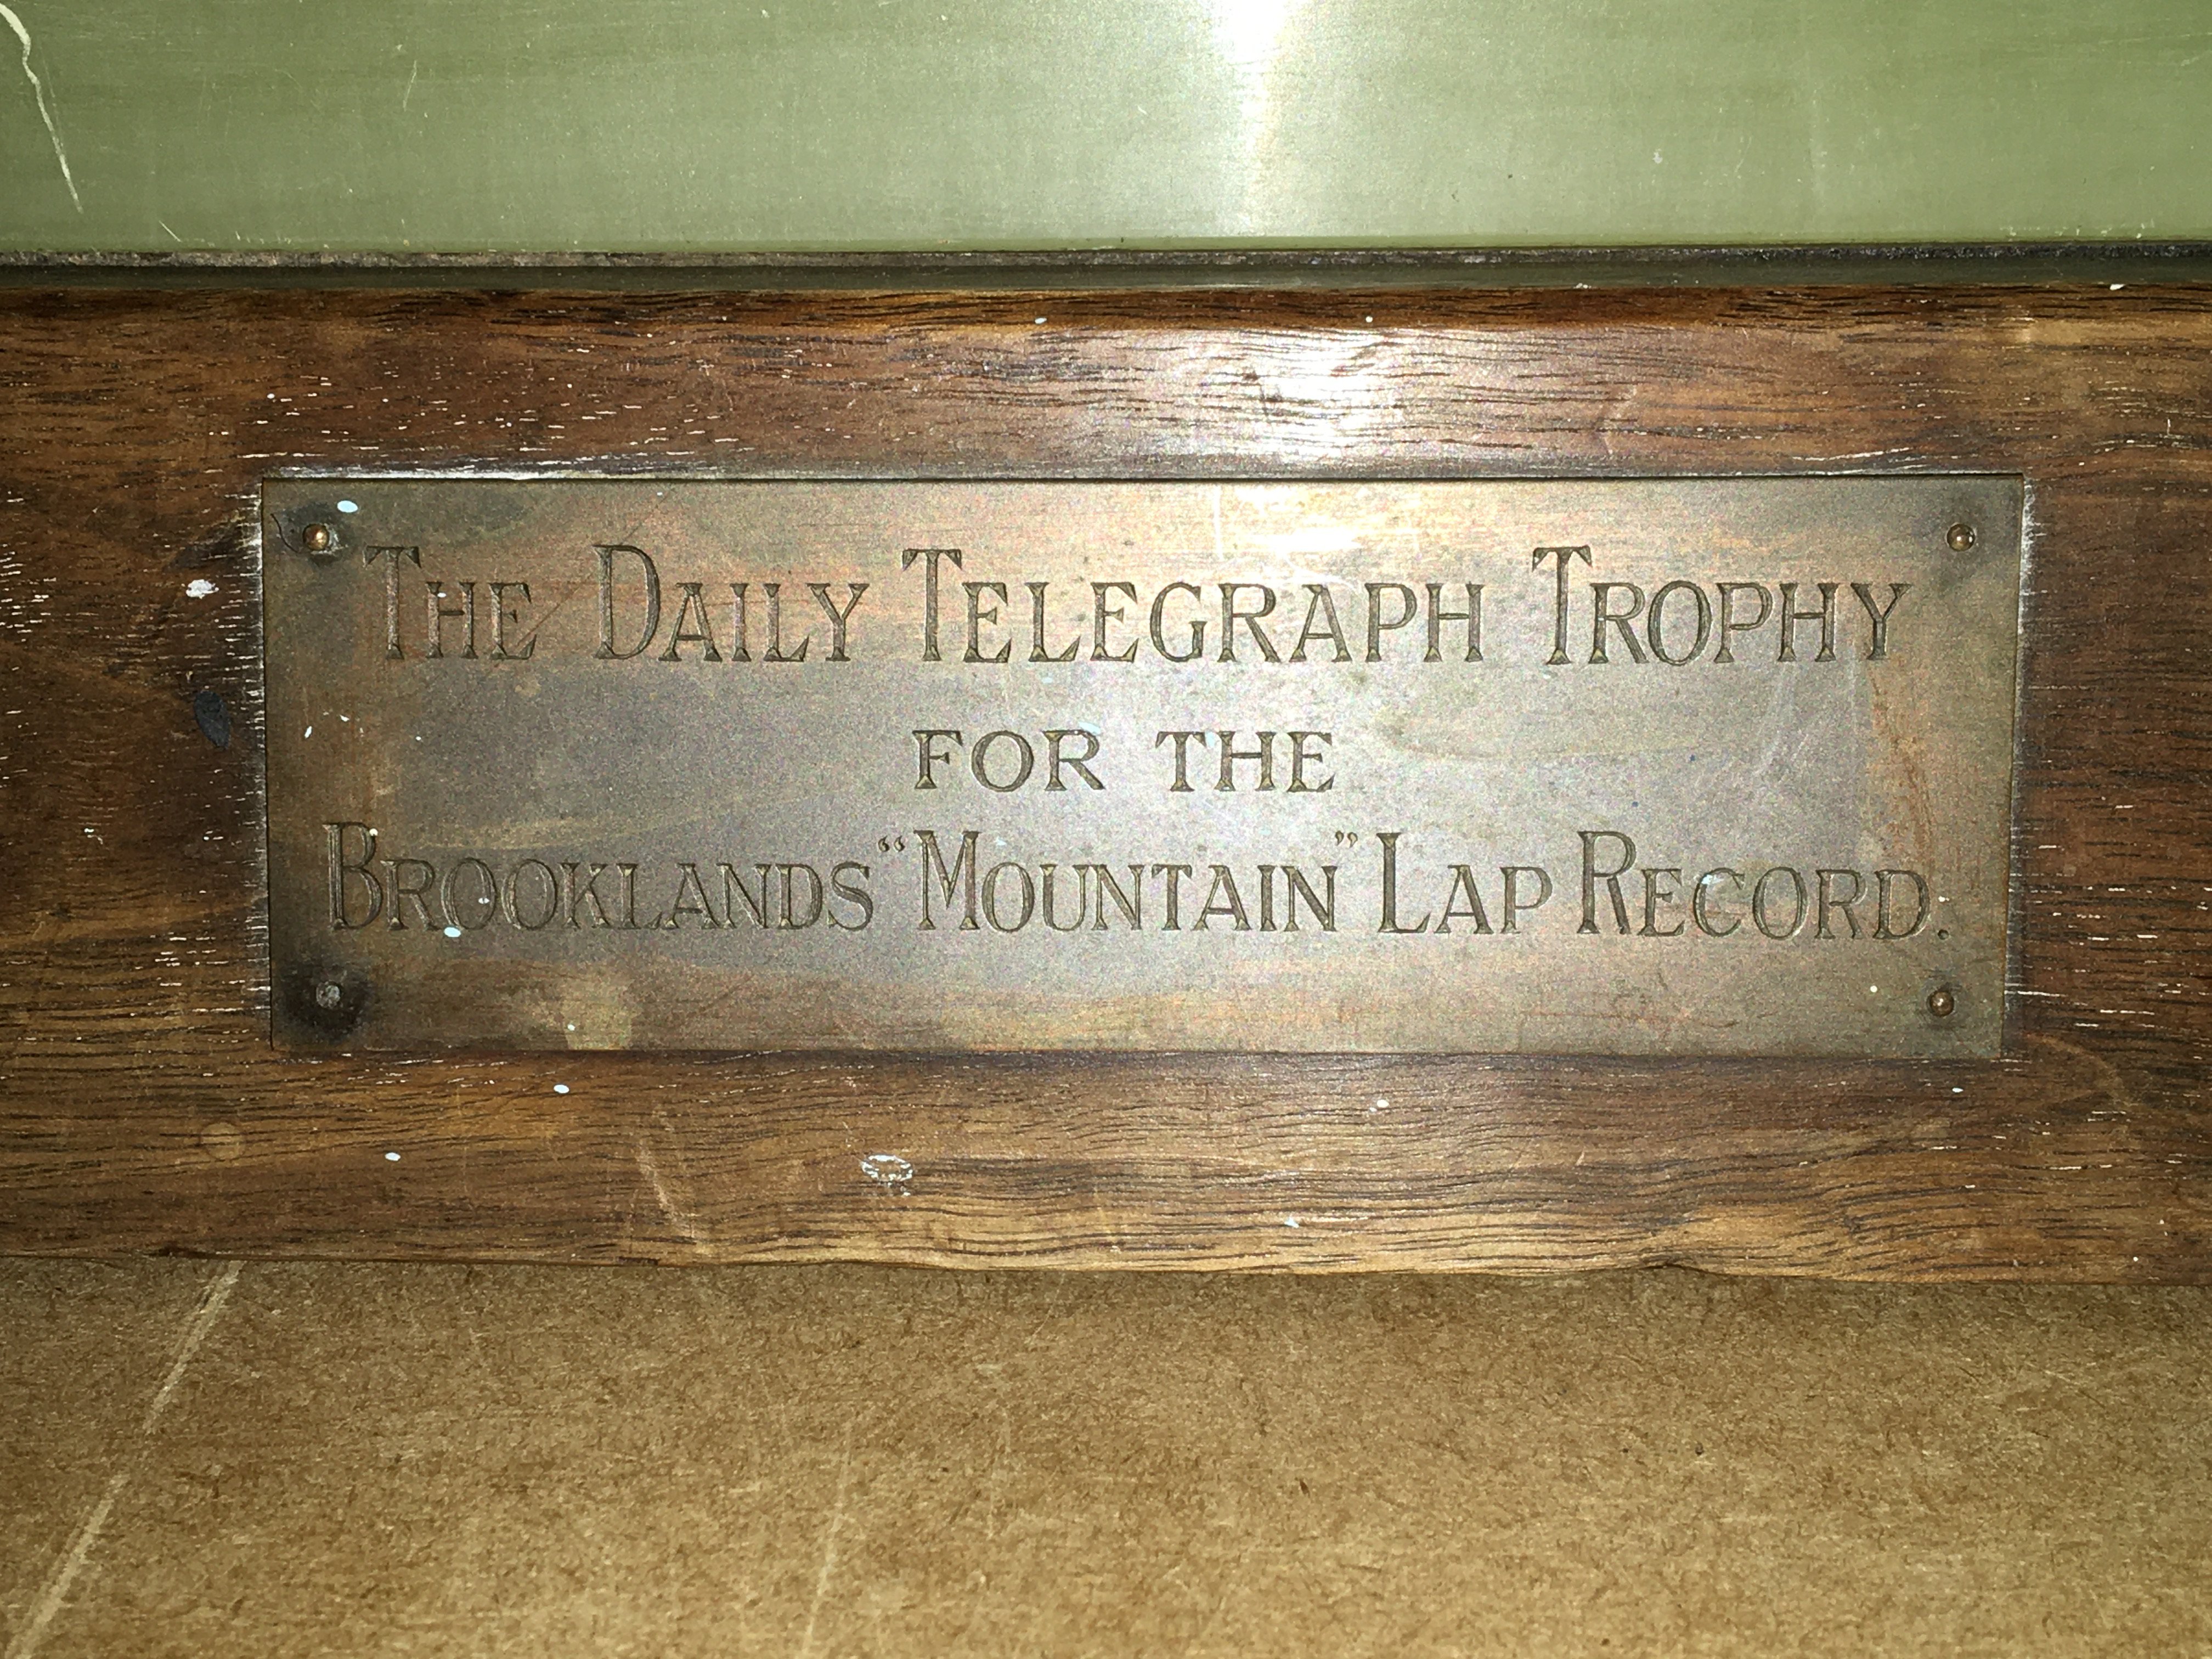 THE DAILY TELEGRAPH TROPHY
FOR THE
BROOKLANDS “MOUNTAIN” LAP RECORD.